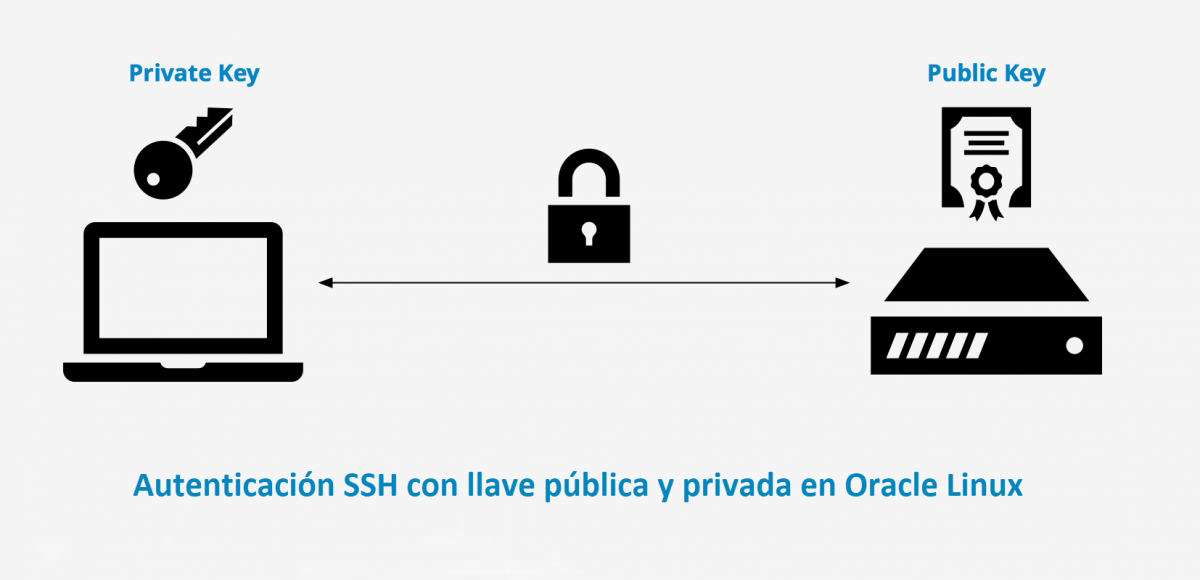 Private Key
Public Key
Autenticación SSH con llave pública y privada en Oracle Linux